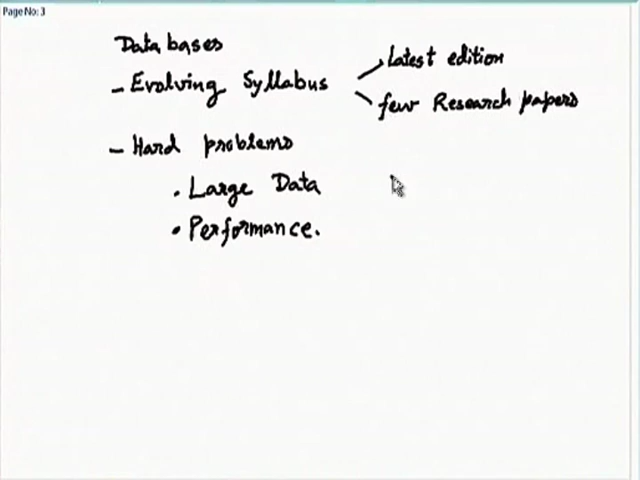 Page No: 3
Databases
- Evolving Syllabus
latest edition
few Research papers
- Hard problems
. Large Data
. Performance.